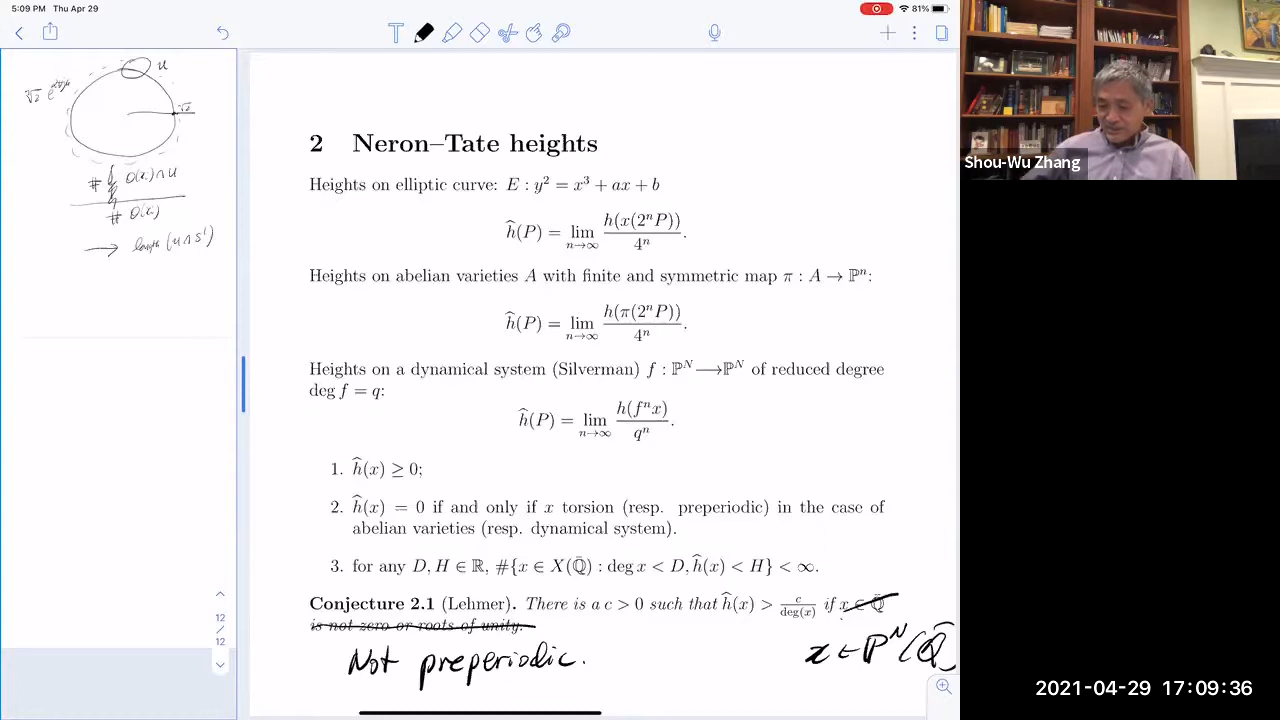 5:09 PM Thu Apr 29
81%
u
√2
# O(x) ∩ U
# O(x)
→ length (U ∩ S¹)
2 Neron–Tate heights
Heights on elliptic curve: E : y² = x³ + ax + b
ĥ(P) = lim_{n→∞} h(x(2ⁿP)) / 4ⁿ.
Heights on abelian varieties A with finite and symmetric map π : A → ℙⁿ:
ĥ(P) = lim_{n→∞} h(π(2ⁿP)) / 4ⁿ.
Heights on a dynamical system (Silverman) f : ℙᴺ ⟶ ℙᴺ of reduced degree
deg f = q:
ĥ(P) = lim_{n→∞} h(fⁿx) / qⁿ.
1. ĥ(x) ≥ 0;
2. ĥ(x) = 0 if and only if x torsion (resp. preperiodic) in the case of
abelian varieties (resp. dynamical system).
3. for any D, H ∈ ℝ, #{x ∈ X(ℚ̄) : deg x < D, ĥ(x) < H} < ∞.
Conjecture 2.1 (Lehmer). There is a c > 0 such that ĥ(x) > c/deg(x) if x ∈ ℚ̄
is not zero or roots of unity.
Not preperiodic.
x ∈ ℙᴺ(ℚ̄
12
/
12
Shou-Wu Zhang
2021-04-29 17:09:36